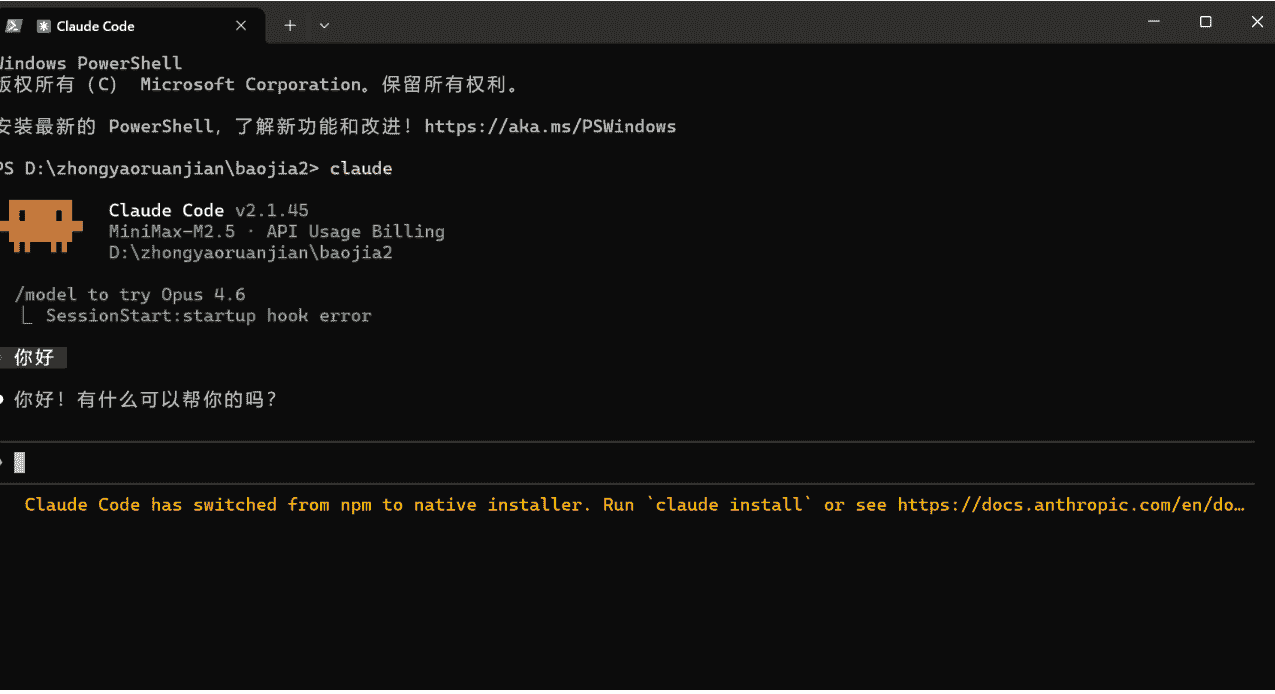 Claude Code
Windows PowerShell
版权所有 (C) Microsoft Corporation。保留所有权利。
安装最新的 PowerShell，了解新功能和改进！https://aka.ms/PSWindows
PS D:\zhongyaoruanjian\baojia2> claude
Claude Code v2.1.45
MiniMax-M2.5 · API Usage Billing
D:\zhongyaoruanjian\baojia2
/model to try Opus 4.6
⎿ SessionStart:startup hook error
你好
● 你好！有什么可以帮你的吗？
Claude Code has switched from npm to native installer. Run `claude install` or see https://docs.anthropic.com/en/do…